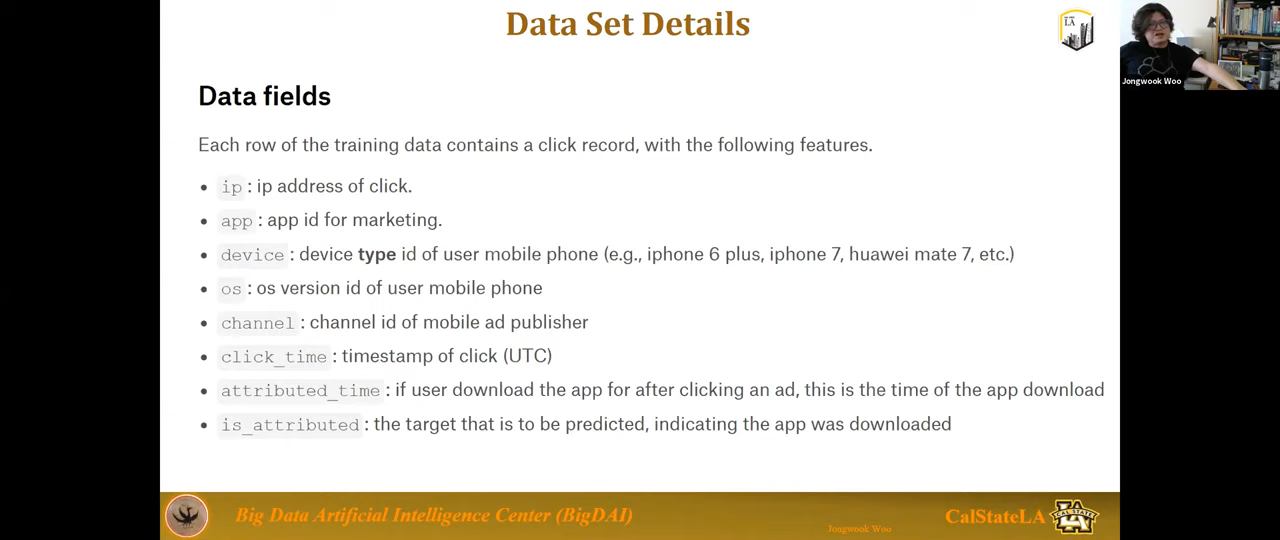 Data Set Details
LA
Jongwook Woo
Data fields
Each row of the training data contains a click record, with the following features.
• ip : ip address of click.
• app : app id for marketing.
• device : device type id of user mobile phone (e.g., iphone 6 plus, iphone 7, huawei mate 7, etc.)
• os : os version id of user mobile phone
• channel : channel id of mobile ad publisher
• click_time : timestamp of click (UTC)
• attributed_time : if user download the app for after clicking an ad, this is the time of the app download
• is_attributed : the target that is to be predicted, indicating the app was downloaded
Big Data Artificial Intelligence Center (BigDAI)
Jongwook Woo
CalStateLA
CAL STATE
LA